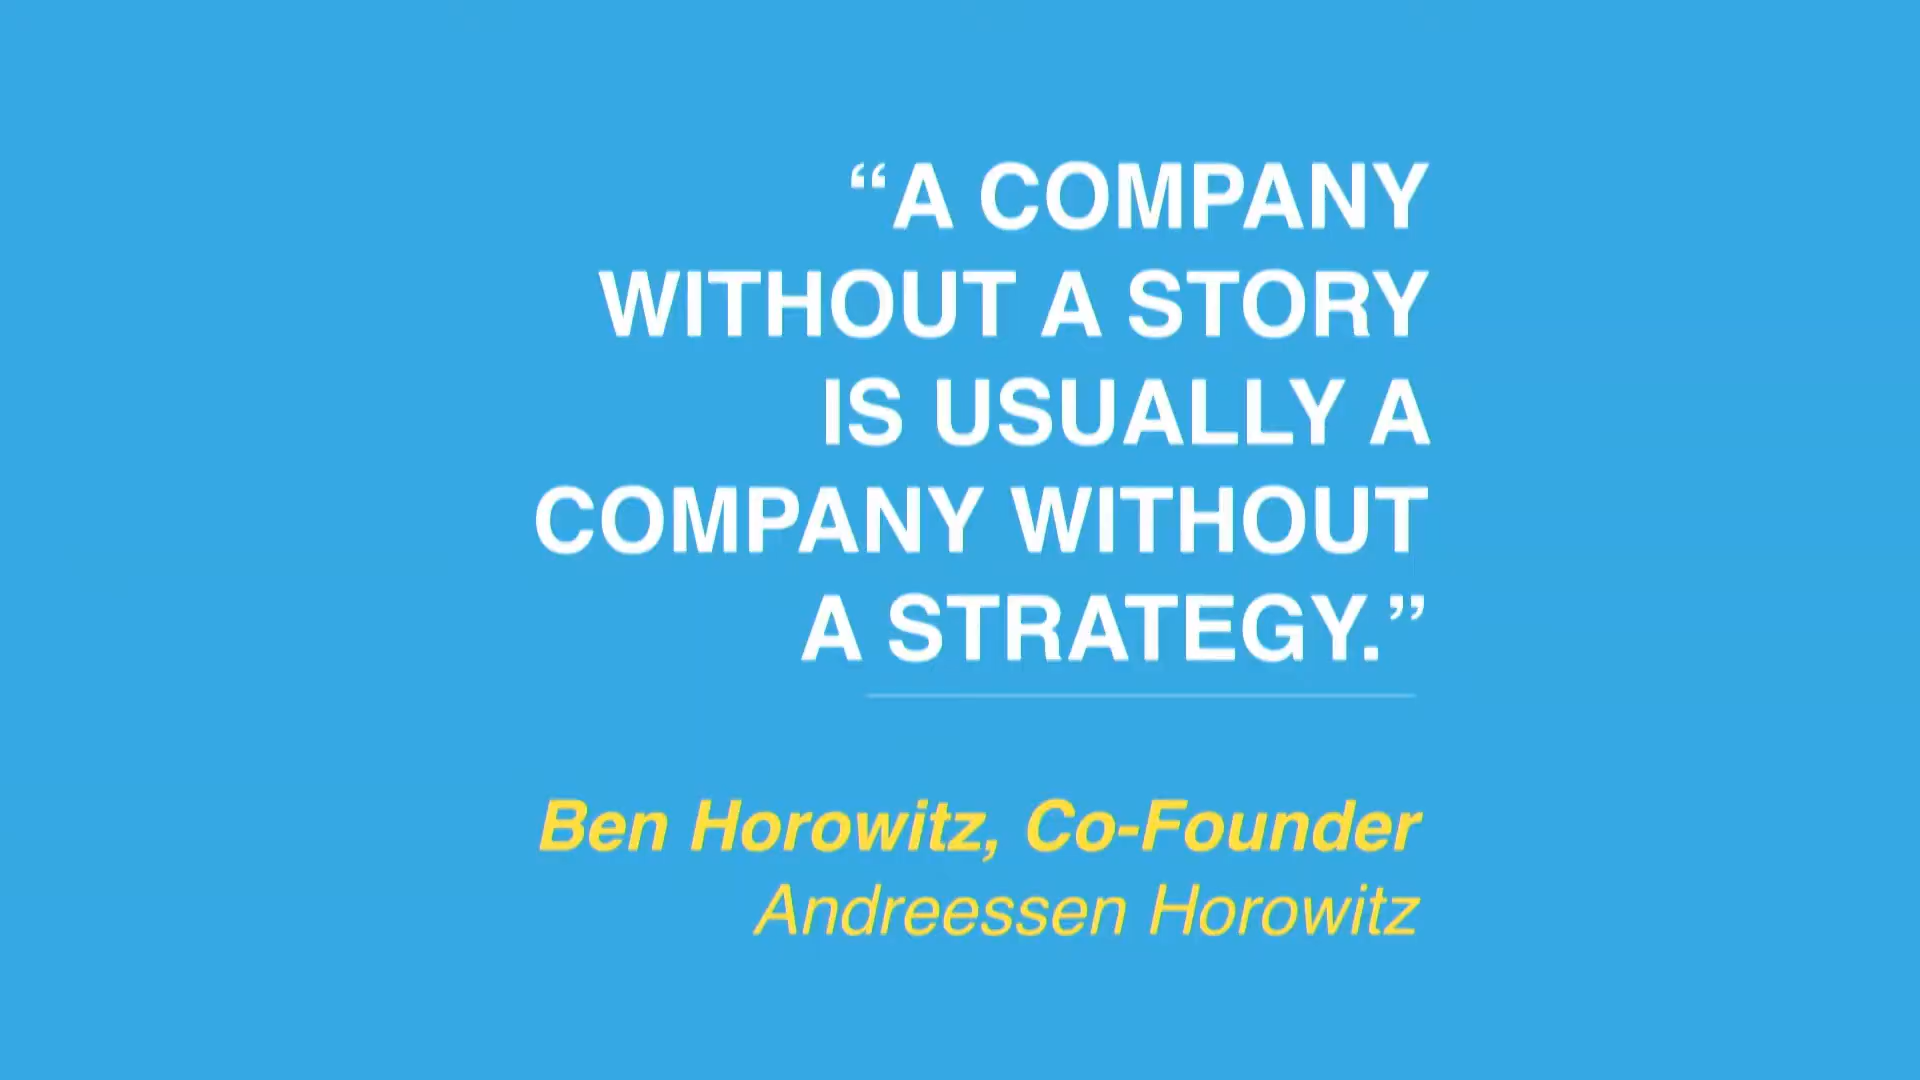 “A COMPANY
WITHOUT A STORY
IS USUALLY A
COMPANY WITHOUT
A STRATEGY.”
Ben Horowitz, Co-Founder
Andreessen Horowitz